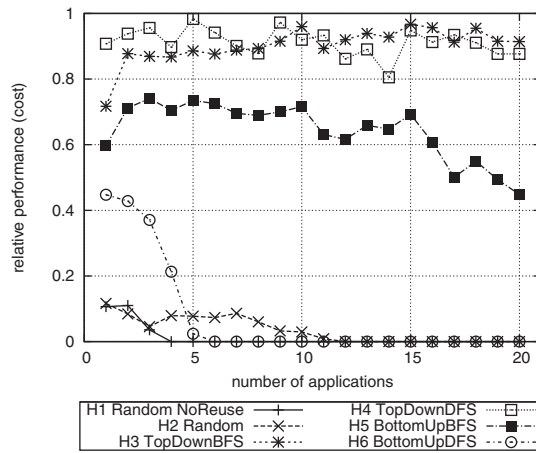 relative performance (cost)
1
0.8
0.6
0.4
0.2
0
0
5
10
15
20
number of applications
H1 Random NoReuse
H2 Random
H3 TopDownBFS
H4 TopDownDFS
H5 BottomUpBFS
H6 BottomUpDFS